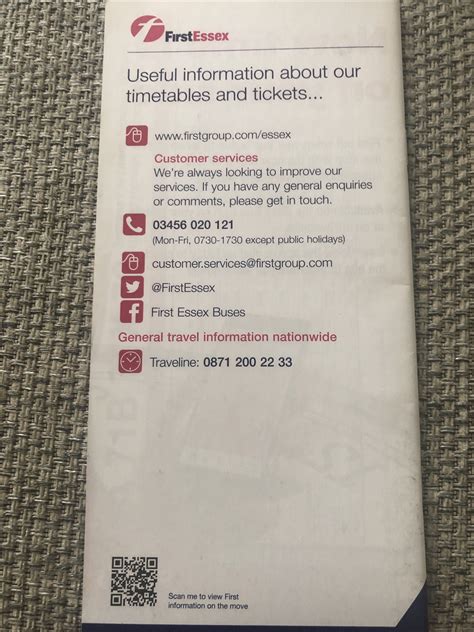 FirstEssex
Useful information about our
timetables and tickets...
www.firstgroup.com/essex
Customer services
We're always looking to improve our
services. If you have any general enquiries
or comments, please get in touch.
03456 020 121
(Mon-Fri, 0730-1730 except public holidays)
customer.services@firstgroup.com
@FirstEssex
First Essex Buses
General travel information nationwide
Traveline: 0871 200 22 33
Scan me to view First
information on the move